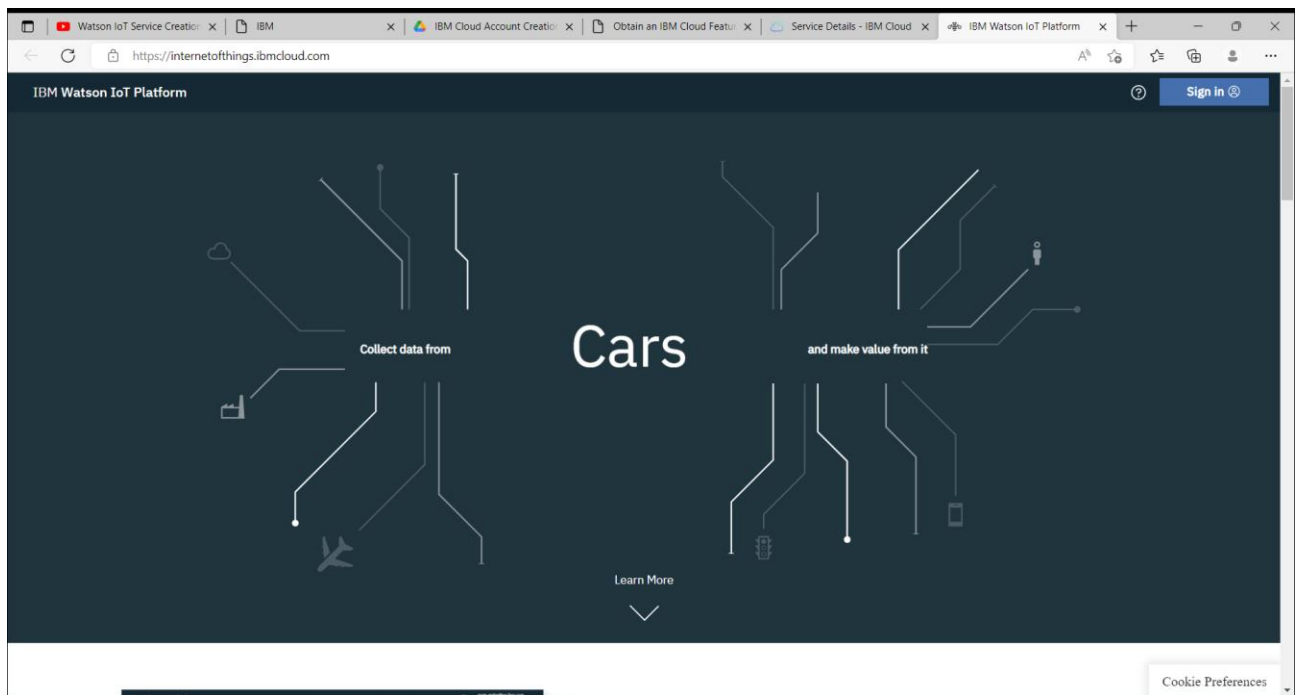 Watson IoT Service Creation
IBM
IBM Cloud Account Creation
Obtain an IBM Cloud Featur
Service Details - IBM Cloud
IBM Watson IoT Platform
https://internetofthings.ibmcloud.com
IBM Watson IoT Platform
Sign in
Collect data from
Cars
and make value from it
Learn More
Cookie Preferences